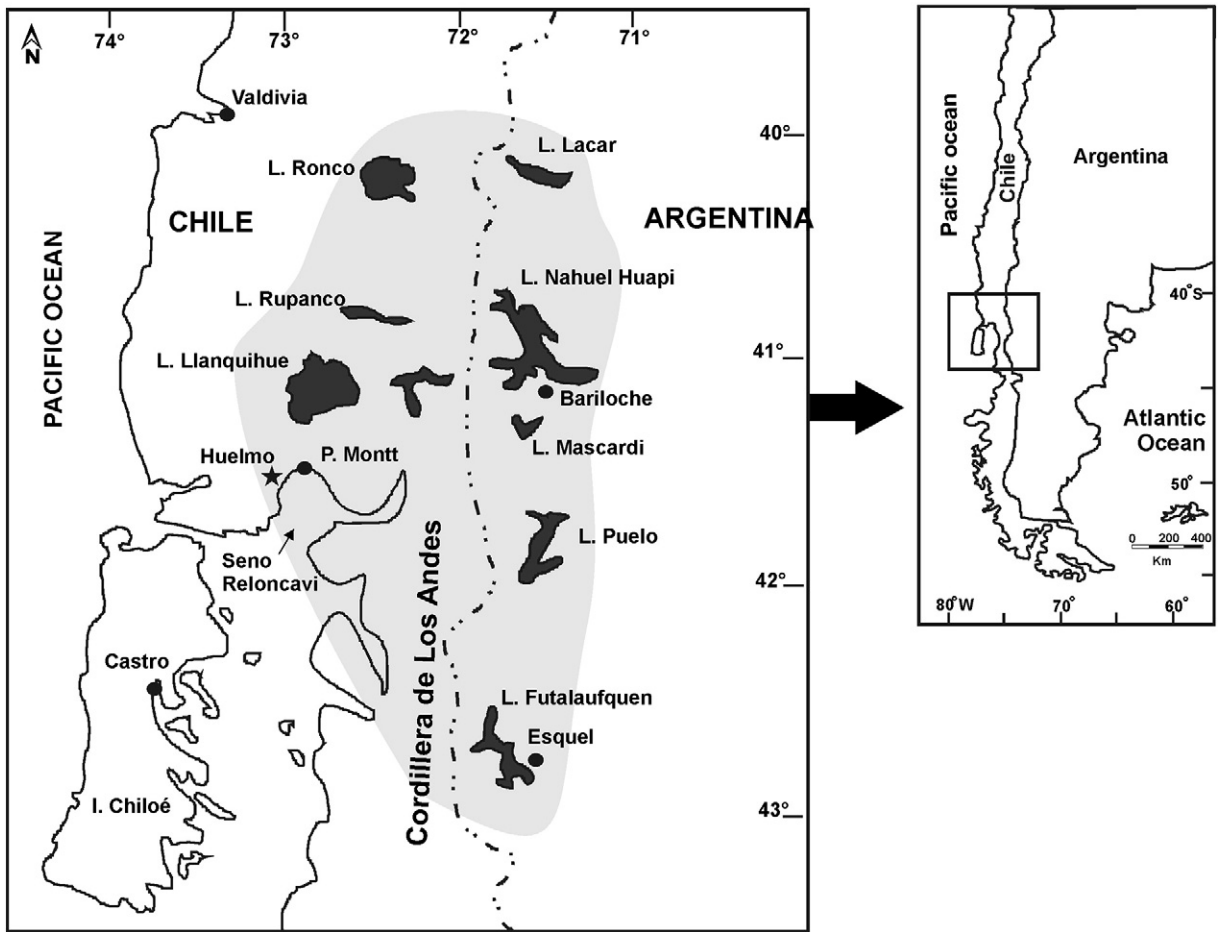 N
74°
73°
72°
71°
Valdivia
40°
L. Lacar
L. Ronco
CHILE
ARGENTINA
PACIFIC OCEAN
L. Nahuel Huapi
L. Rupanco
41°
L. Llanquihue
Bariloche
L. Mascardi
Huelmo
P. Montt
L. Puelo
Seno
Reloncavi
42°
Cordillera de Los Andes
Castro
L. Futalaufquen
Esquel
I. Chiloé
43°
Pacific ocean
Chile
Argentina
40°S
Atlantic
Ocean
50°
0 200 400
Km
80°W
70°
60°